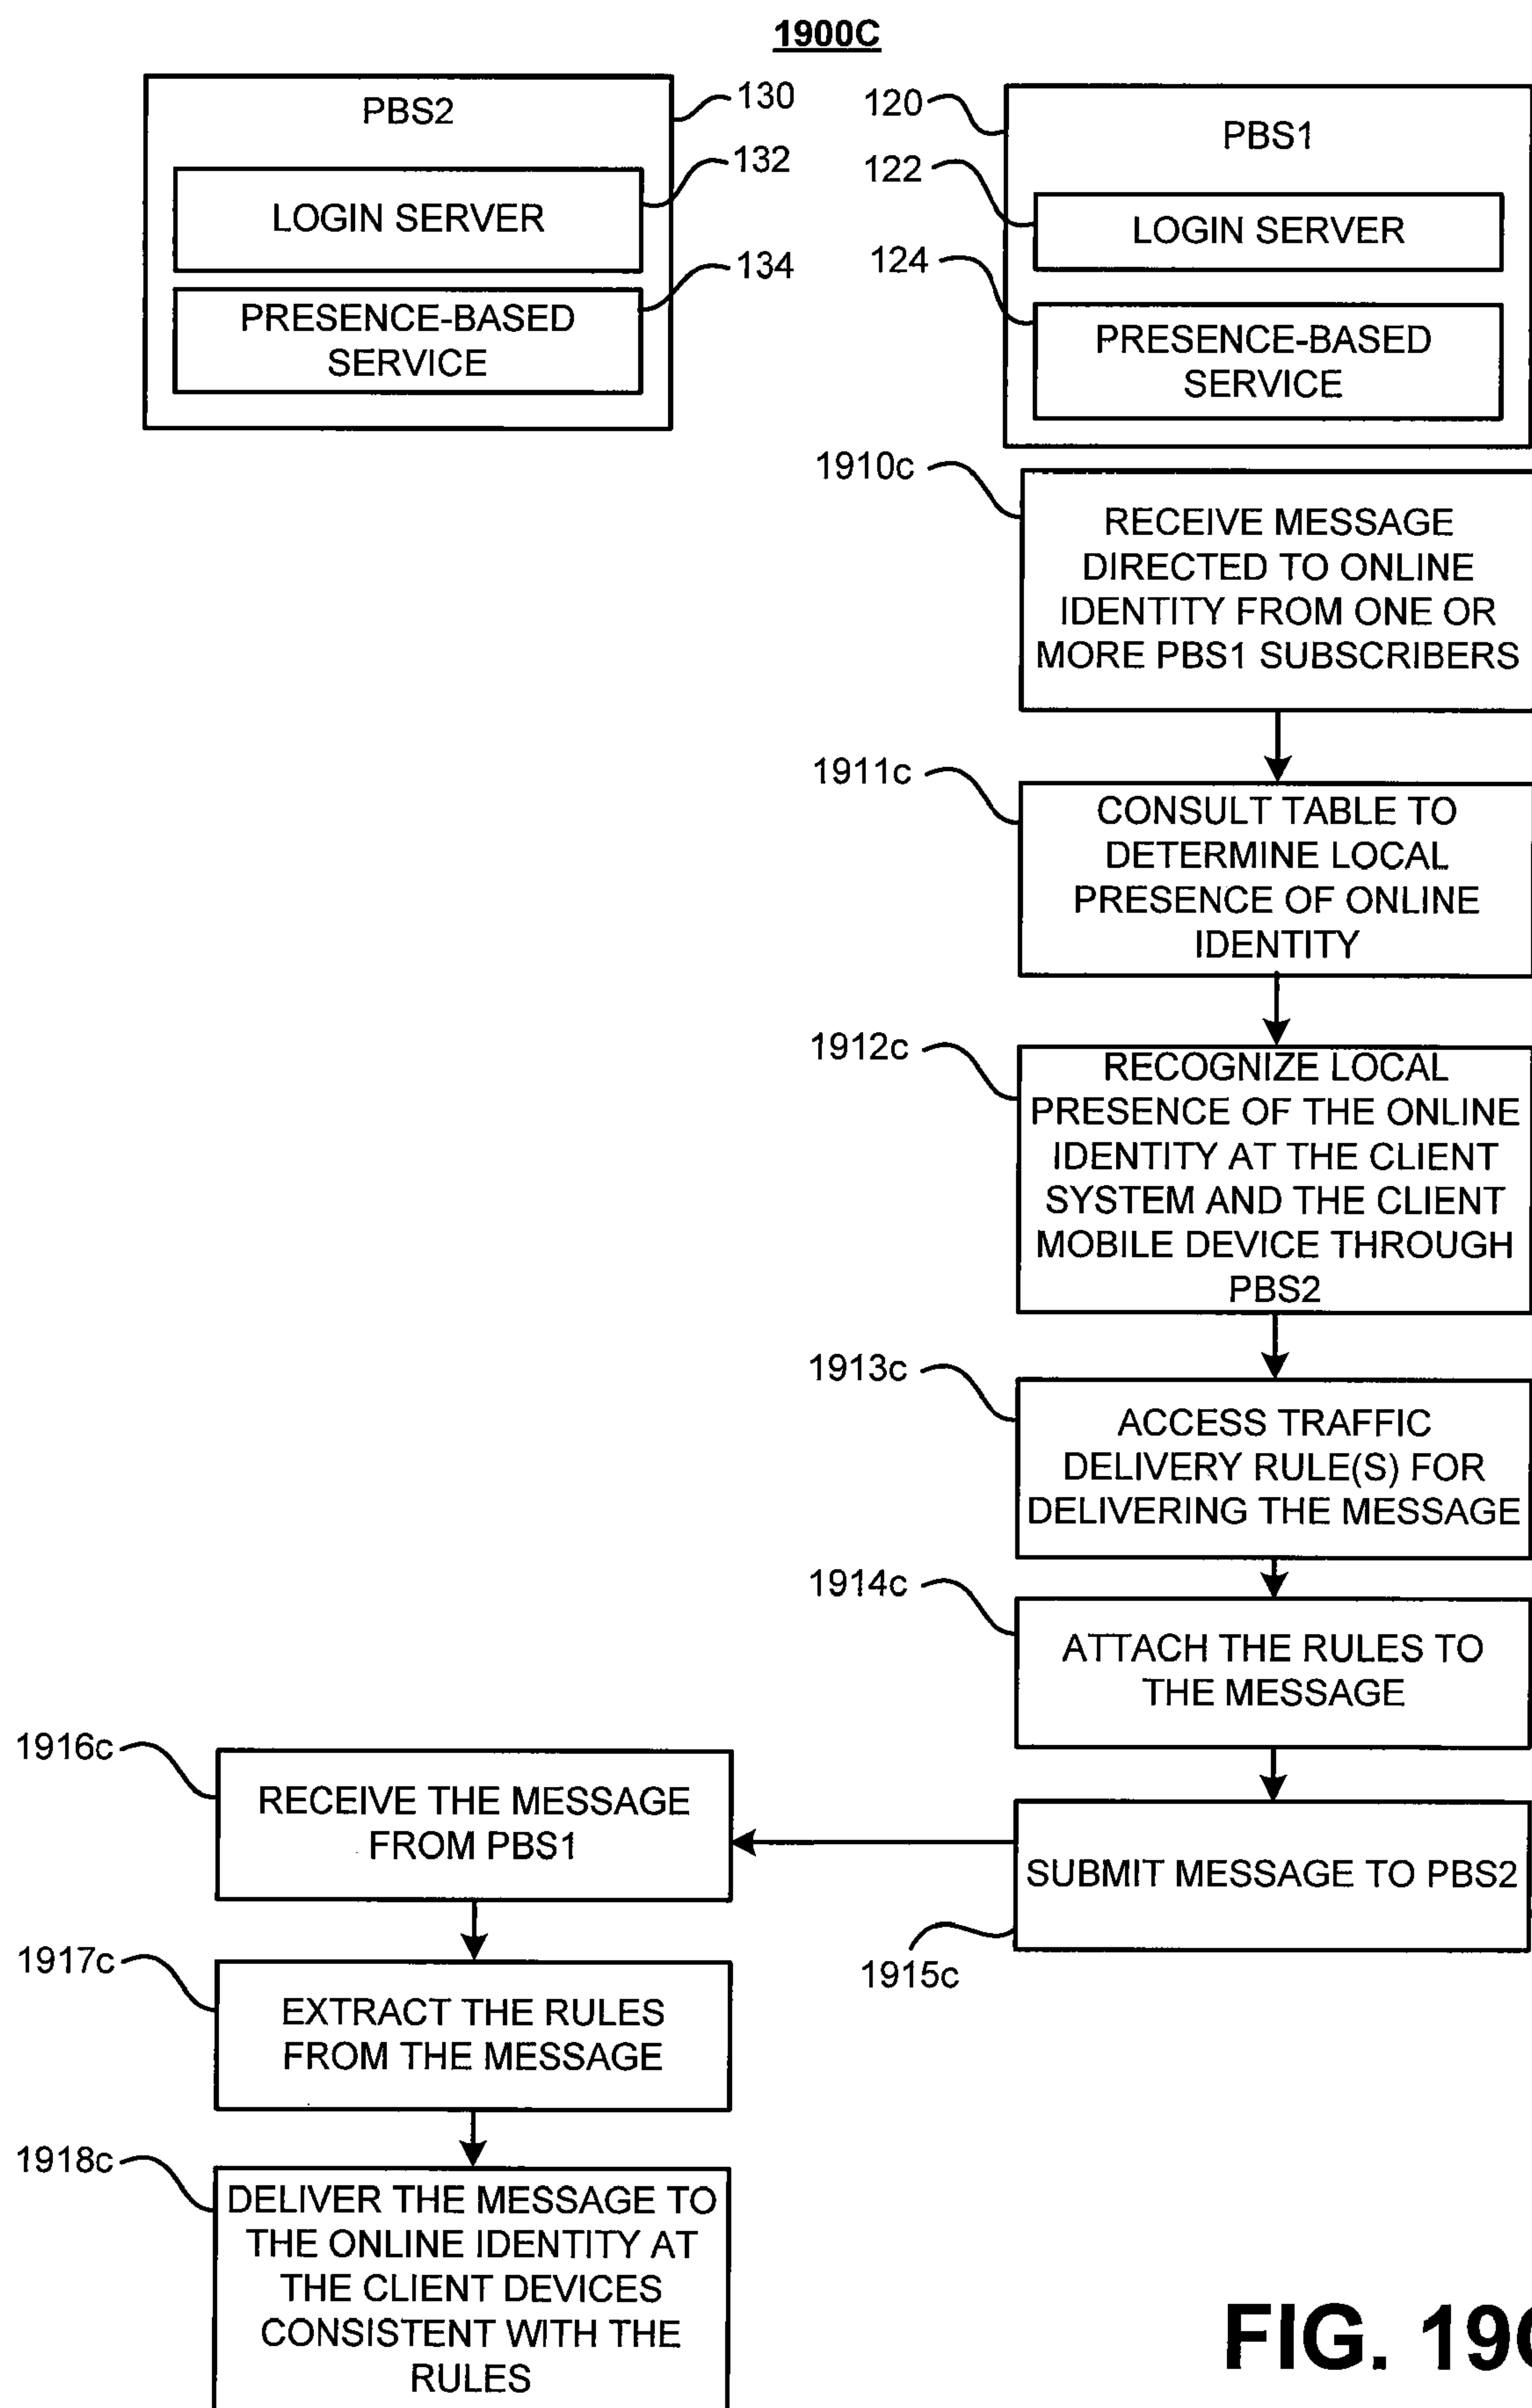 1900C
PBS2
130
132
LOGIN SERVER
134
PRESENCE-BASED
SERVICE
120
PBS1
122
LOGIN SERVER
124
PRESENCE-BASED
SERVICE
1910c
RECEIVE MESSAGE
DIRECTED TO ONLINE
IDENTITY FROM ONE OR
MORE PBS1 SUBSCRIBERS
1911c
CONSULT TABLE TO
DETERMINE LOCAL
PRESENCE OF ONLINE
IDENTITY
1912c
RECOGNIZE LOCAL
PRESENCE OF THE ONLINE
IDENTITY AT THE CLIENT
SYSTEM AND THE CLIENT
MOBILE DEVICE THROUGH
PBS2
1913c
ACCESS TRAFFIC
DELIVERY RULE(S) FOR
DELIVERING THE MESSAGE
1914c
ATTACH THE RULES TO
THE MESSAGE
SUBMIT MESSAGE TO PBS2
1915c
1916c
RECEIVE THE MESSAGE
FROM PBS1
1917c
EXTRACT THE RULES
FROM THE MESSAGE
1918c
DELIVER THE MESSAGE TO
THE ONLINE IDENTITY AT
THE CLIENT DEVICES
CONSISTENT WITH THE
RULES
FIG. 19C